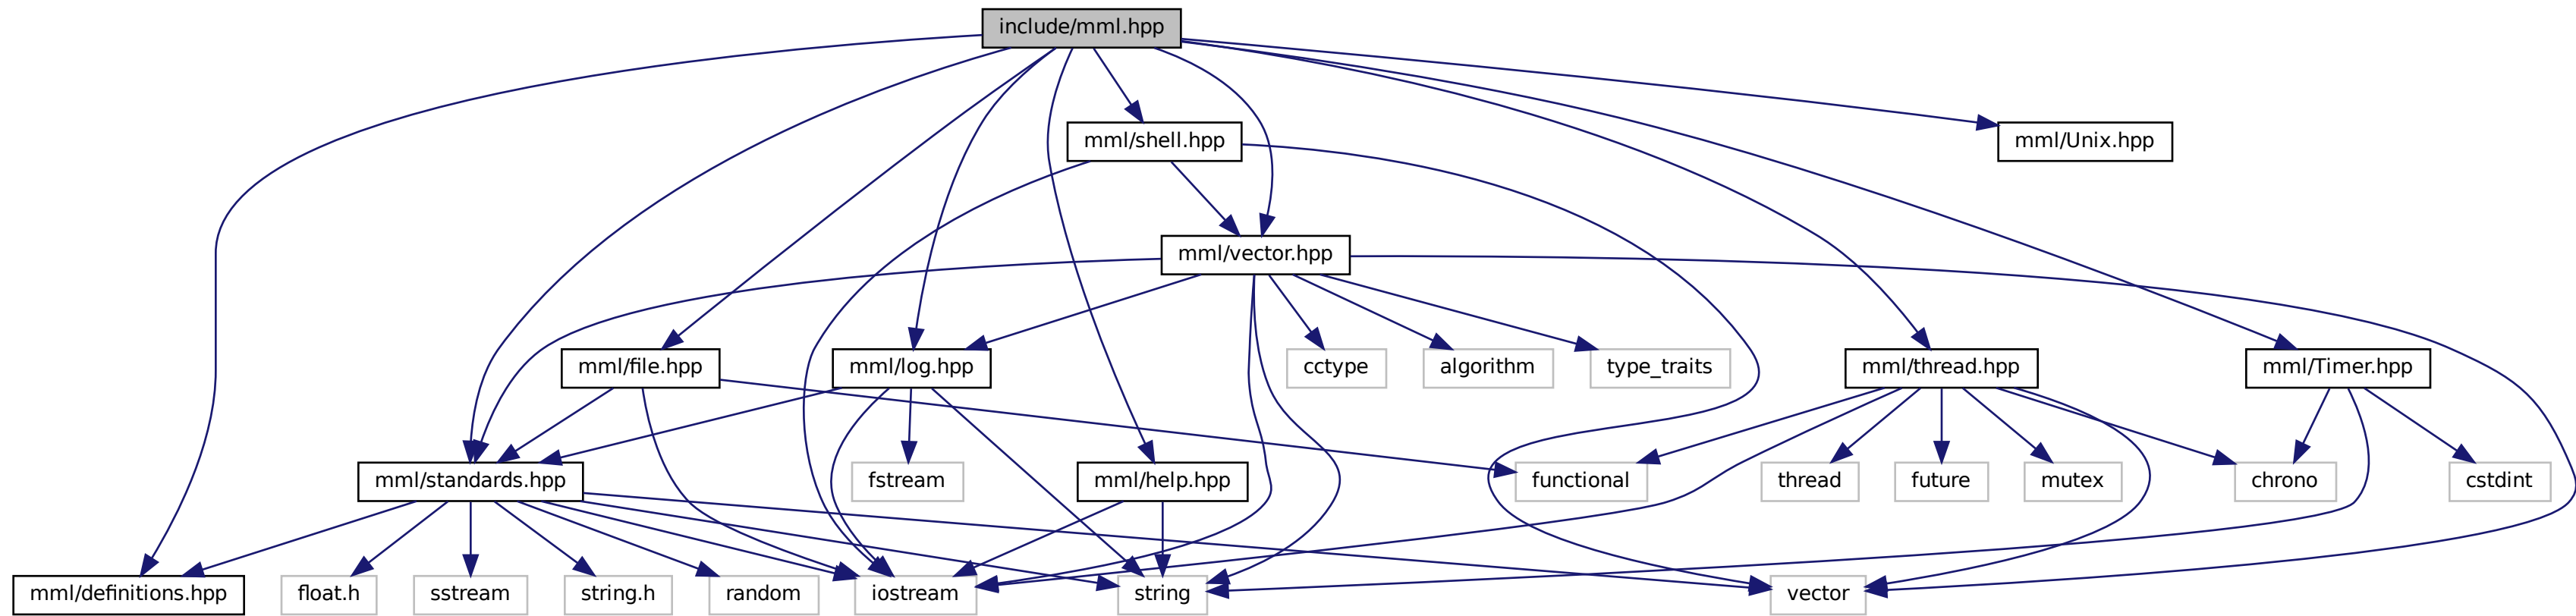 include/mml.hpp
mml/shell.hpp
mml/Unix.hpp
mml/vector.hpp
mml/file.hpp
mml/log.hpp
cctype
algorithm
type_traits
mml/thread.hpp
mml/Timer.hpp
mml/standards.hpp
fstream
mml/help.hpp
functional
thread
future
mutex
chrono
cstdint
mml/definitions.hpp
float.h
sstream
string.h
random
iostream
string
vector